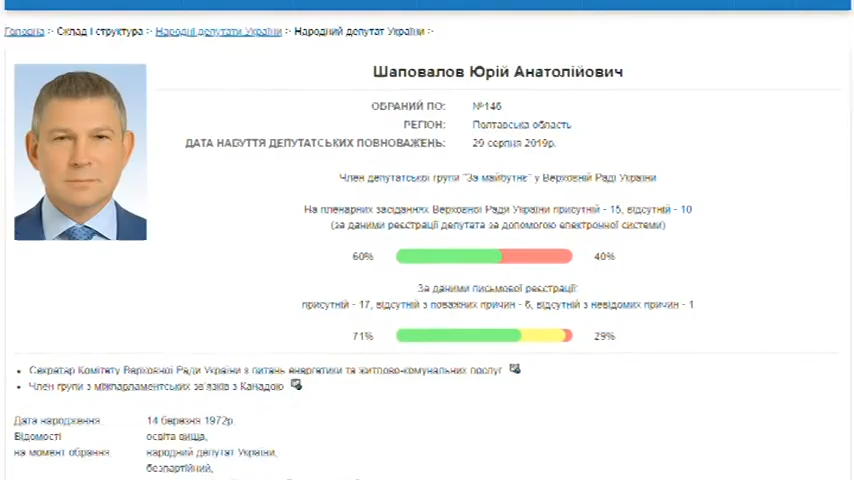 Головна > Склад і структура > Народні депутати України > Народний депутат України >
Шаповалов Юрій Анатолійович
ОБРАНИЙ ПО: №146
РЕГІОН: Полтавська область
ДАТА НАБУТТЯ ДЕПУТАТСЬКИХ ПОВНОВАЖЕНЬ: 29 серпня 2019р.
Член депутатської групи "За майбутнє" у Верховній Раді України
На пленарних засіданнях Верховної Ради України присутній - 15, відсутній - 10
(за даними реєстрації депутата за допомогою електронної системи)
60% 40%
За даними письмової реєстрації:
присутній - 17, відсутній з поважних причин - 6, відсутній з невідомих причин - 1
71% 29%
Секретар Комітету Верховної Ради України з питань енергетики та житлово-комунальних послуг
Член групи з міжпарламентських зв'язків з Канадою
Дата народження 14 березня 1972р.
Відомості освіта вища,
на момент обрання народний депутат України,
безпартійний,